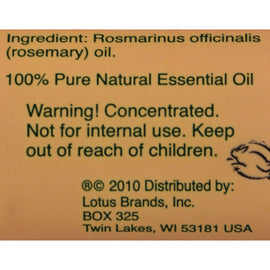 Ingredient: Rosmarinus officinalis
(rosemary) oil.
100% Pure Natural Essential Oil
Warning! Concentrated.
Not for internal use. Keep
out of reach of children.
®© 2010 Distributed by:
Lotus Brands, Inc.
BOX 325
Twin Lakes, WI 53181 USA